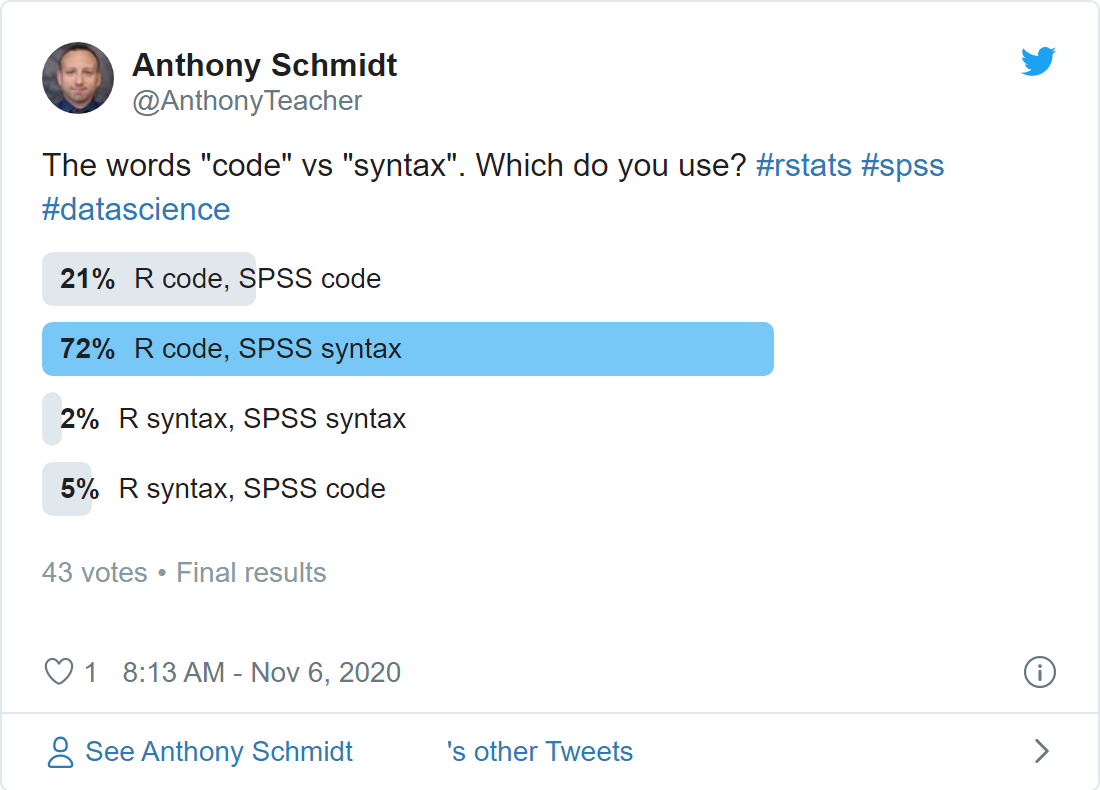 Anthony Schmidt
@AnthonyTeacher
The words "code" vs "syntax". Which do you use? #rstats #spss
#datascience
21% R code, SPSS code
72% R code, SPSS syntax
2% R syntax, SPSS syntax
5% R syntax, SPSS code
43 votes • Final results
1 8:13 AM - Nov 6, 2020
See Anthony Schmidt 's other Tweets